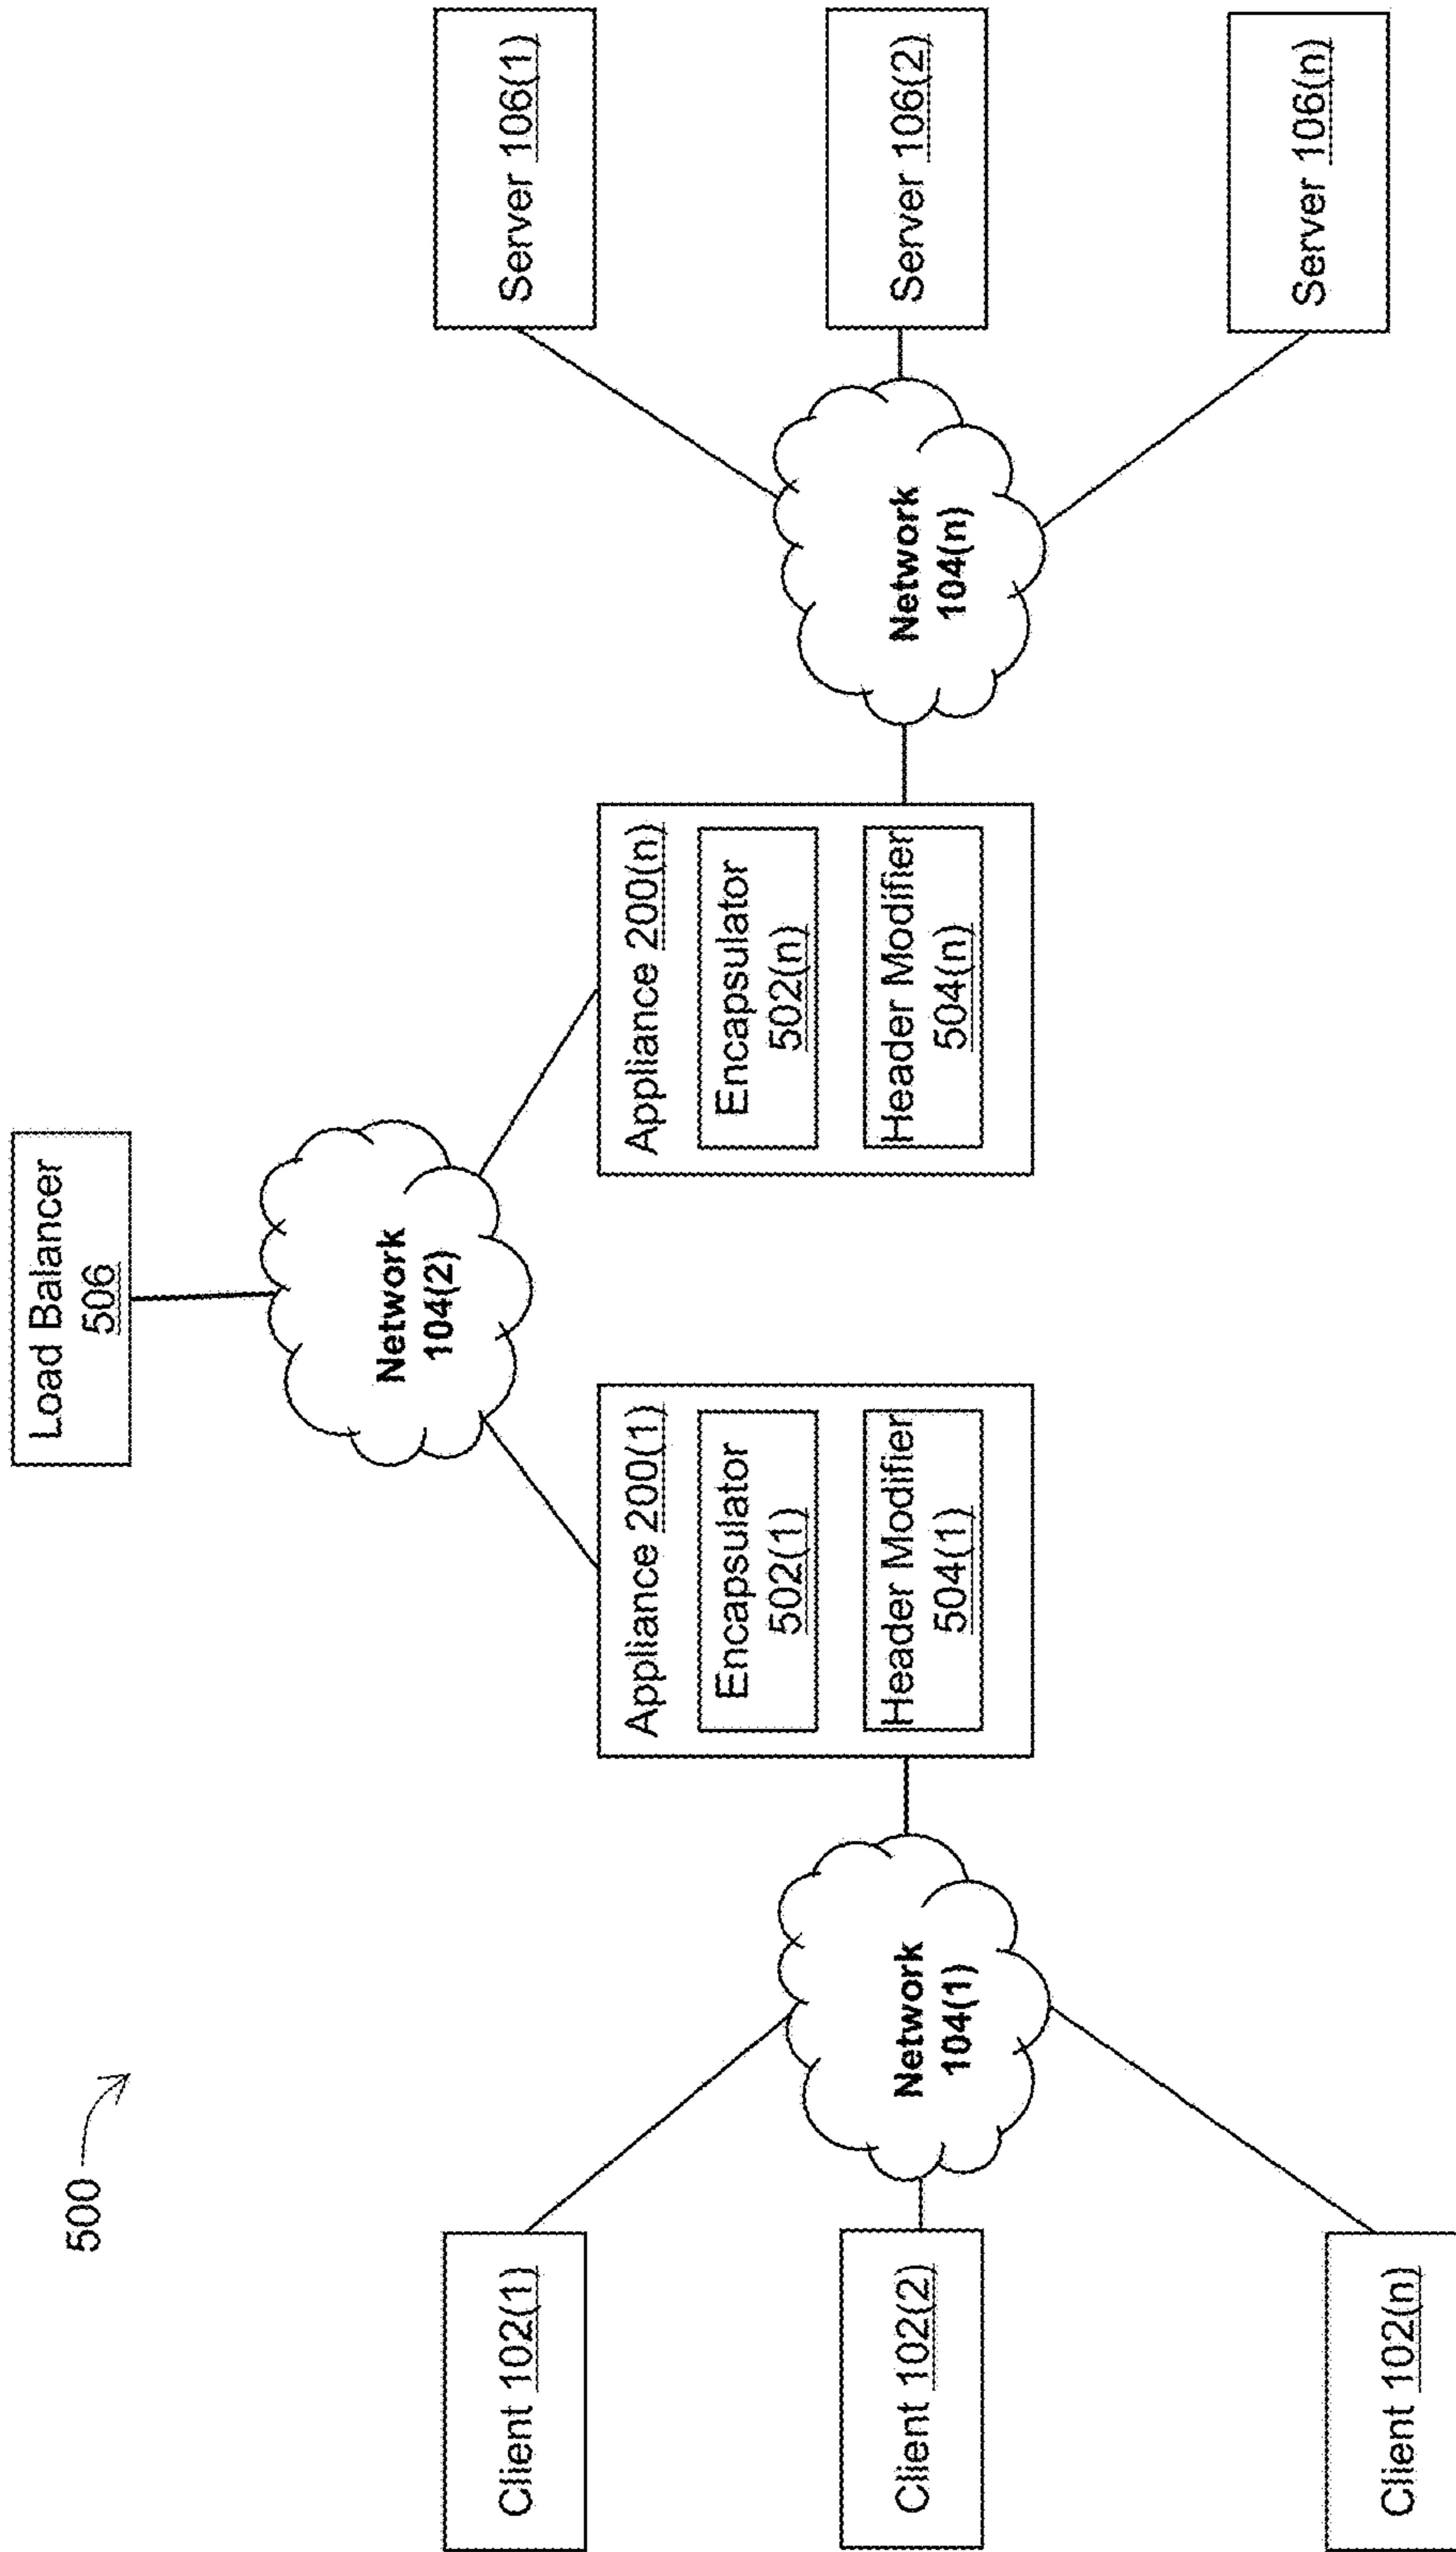 500
Load Balancer
506
Network
104(2)
Client 102(1)
Client 102(2)
Client 102(n)
Network
104(1)
Appliance 200(1)
Encapsulator
502(1)
Header Modifier
504(1)
Appliance 200(n)
Encapsulator
502(n)
Header Modifier
504(n)
Network
104(n)
Server 106(1)
Server 106(2)
Server 106(n)